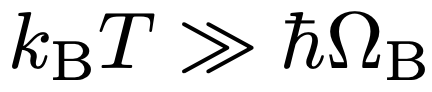 k_B T ≫ ħΩ_B